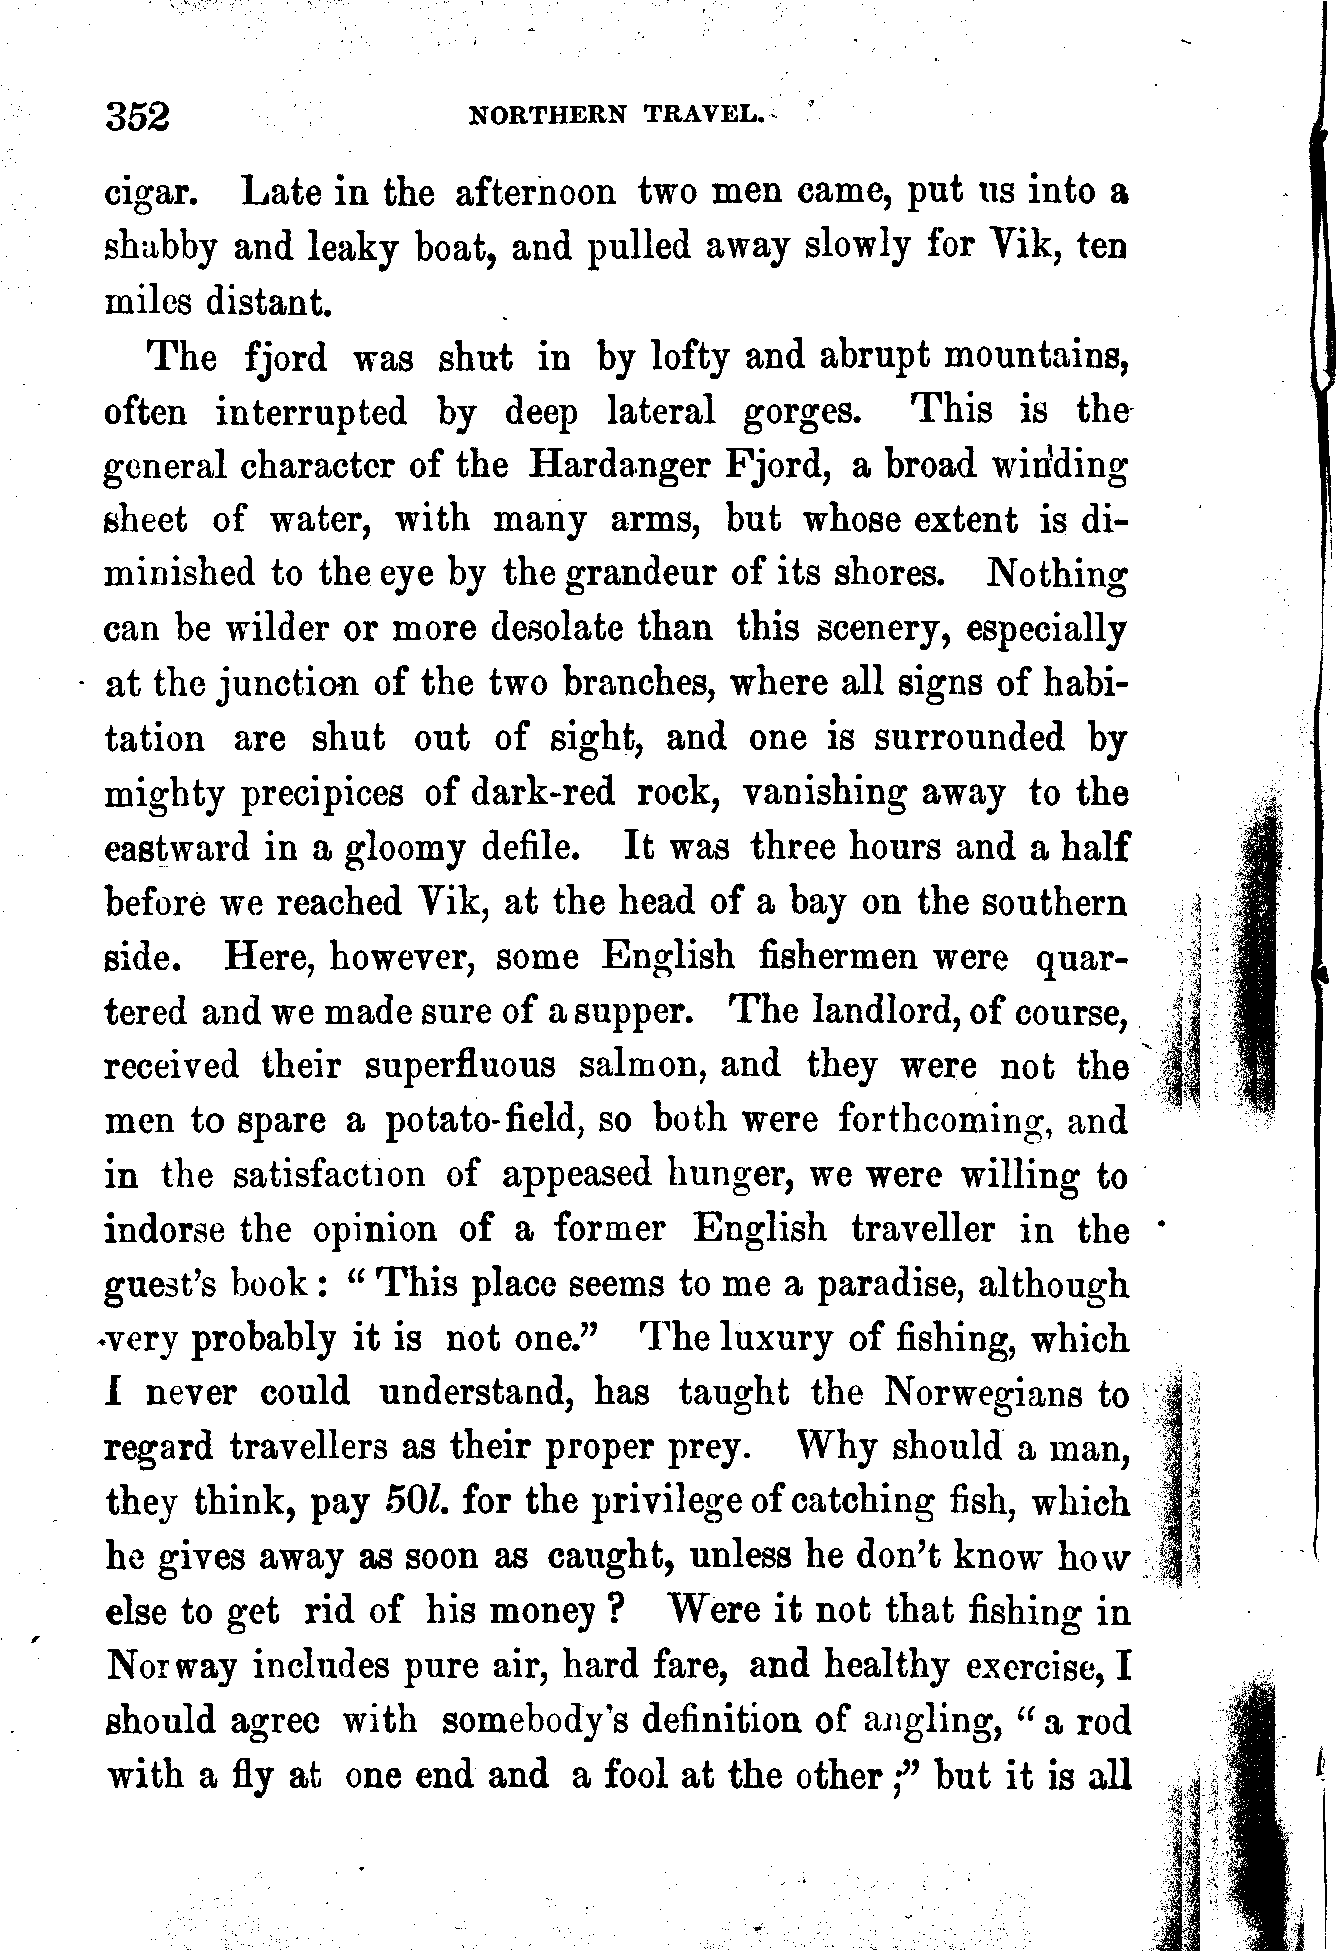 352 NORTHERN TRAVEL.
cigar. Late in the afternoon two men came, put us into a
shabby and leaky boat, and pulled away slowly for Vik, ten
miles distant.
The fjord was shut in by lofty and abrupt mountains,
often interrupted by deep lateral gorges. This is the
general character of the Hardanger Fjord, a broad winding
sheet of water, with many arms, but whose extent is di-
minished to the eye by the grandeur of its shores. Nothing
can be wilder or more desolate than this scenery, especially
at the junction of the two branches, where all signs of habi-
tation are shut out of sight, and one is surrounded by
mighty precipices of dark-red rock, vanishing away to the
eastward in a gloomy defile. It was three hours and a half
before we reached Vik, at the head of a bay on the southern
side. Here, however, some English fishermen were quar-
tered and we made sure of a supper. The landlord, of course,
received their superfluous salmon, and they were not the
men to spare a potato-field, so both were forthcoming, and
in the satisfaction of appeased hunger, we were willing to
indorse the opinion of a former English traveller in the
guest's book: "This place seems to me a paradise, although
very probably it is not one." The luxury of fishing, which
I never could understand, has taught the Norwegians to
regard travellers as their proper prey. Why should a man,
they think, pay 50l. for the privilege of catching fish, which
he gives away as soon as caught, unless he don't know how
else to get rid of his money? Were it not that fishing in
Norway includes pure air, hard fare, and healthy exercise, I
should agree with somebody's definition of angling, "a rod
with a fly at one end and a fool at the other;" but it is all